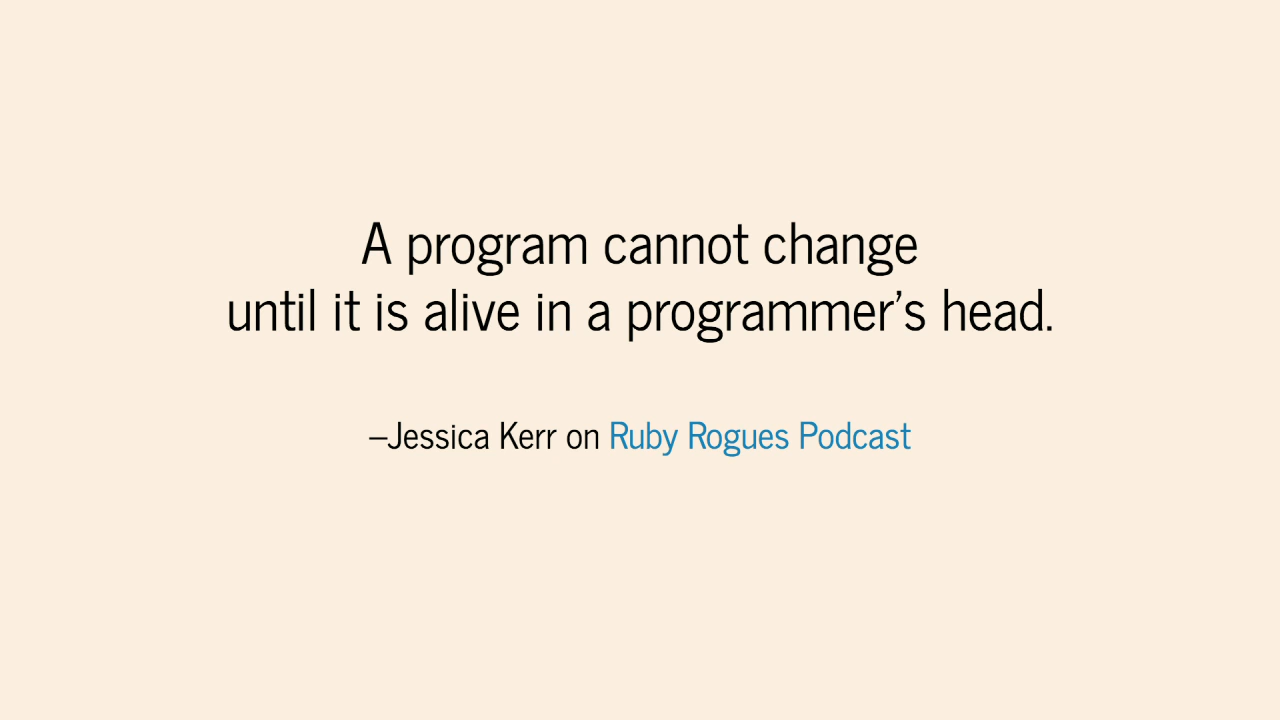 A program cannot change
until it is alive in a programmer’s head.
–Jessica Kerr on Ruby Rogues Podcast